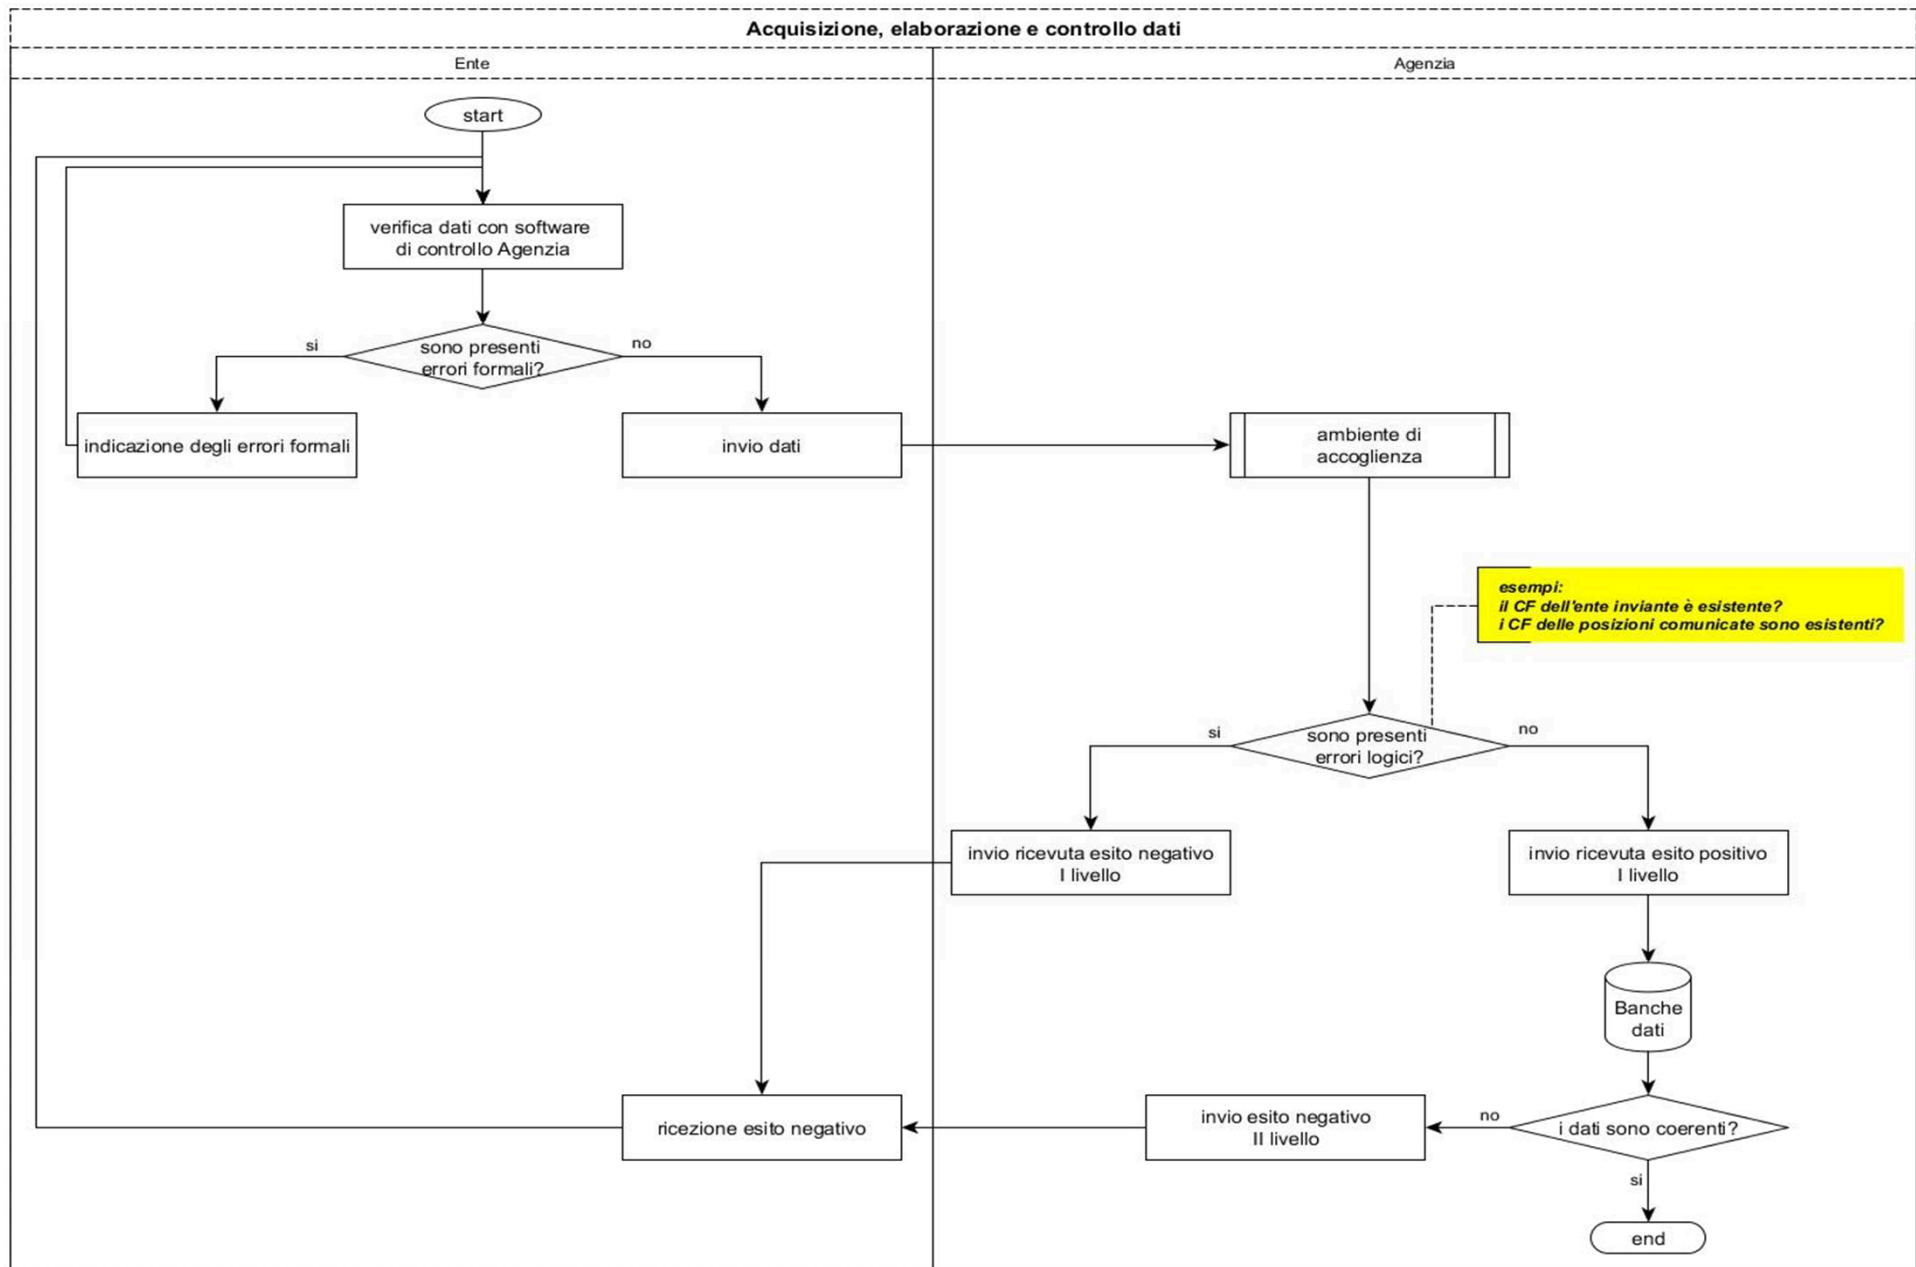 Acquisizione, elaborazione e controllo dati
Ente
Agenzia
start
verifica dati con software
di controllo Agenzia
sono presenti
errori formali?
si
no
indicazione degli errori formali
invio dati
ambiente di
accoglienza
esempi:
il CF dell'ente inviante è esistente?
i CF delle posizioni comunicate sono esistenti?
sono presenti
errori logici?
si
no
invio ricevuta esito negativo
I livello
invio ricevuta esito positivo
I livello
Banche
dati
ricezione esito negativo
invio esito negativo
II livello
no
i dati sono coerenti?
si
end